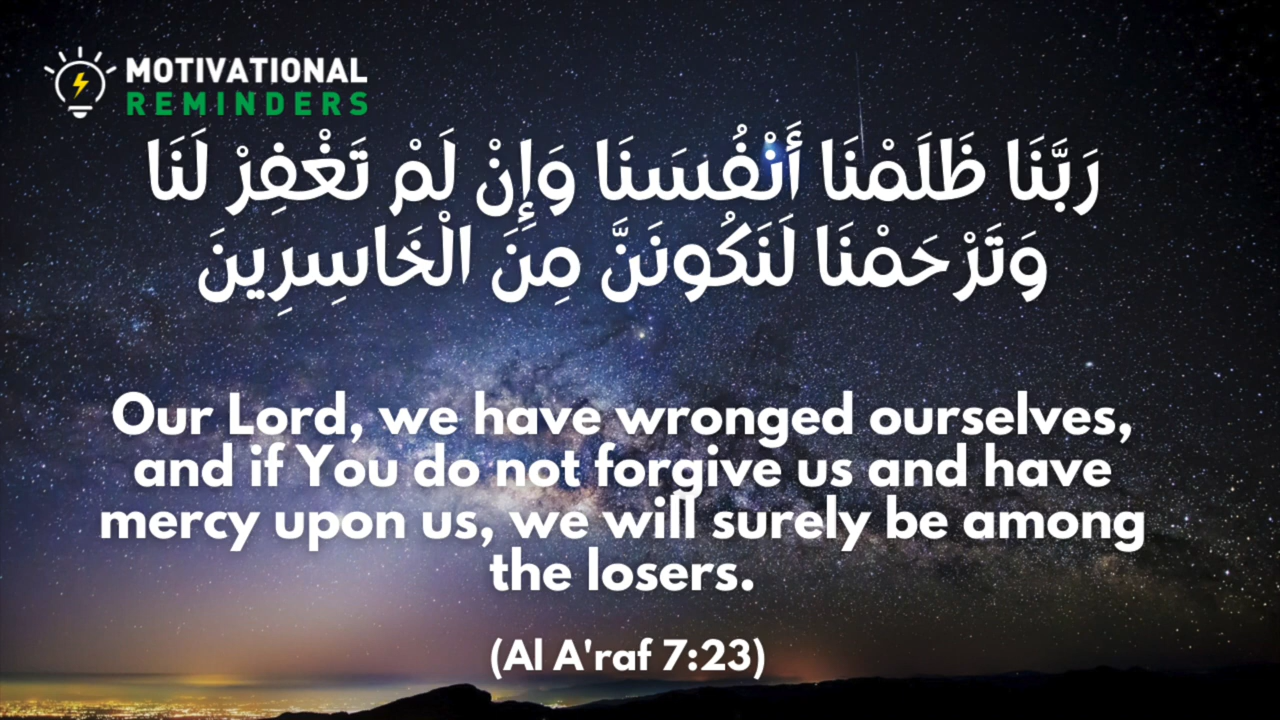 MOTIVATIONAL
REMINDERS
رَبَّنَا ظَلَمْنَا أَنْفُسَنَا وَإِنْ لَمْ تَغْفِرْ لَنَا
وَتَرْحَمْنَا لَنَكُونَنَّ مِنَ الْخَاسِرِينَ
Our Lord, we have wronged ourselves,
and if You do not forgive us and have
mercy upon us, we will surely be among
the losers.
(Al A'raf 7:23)